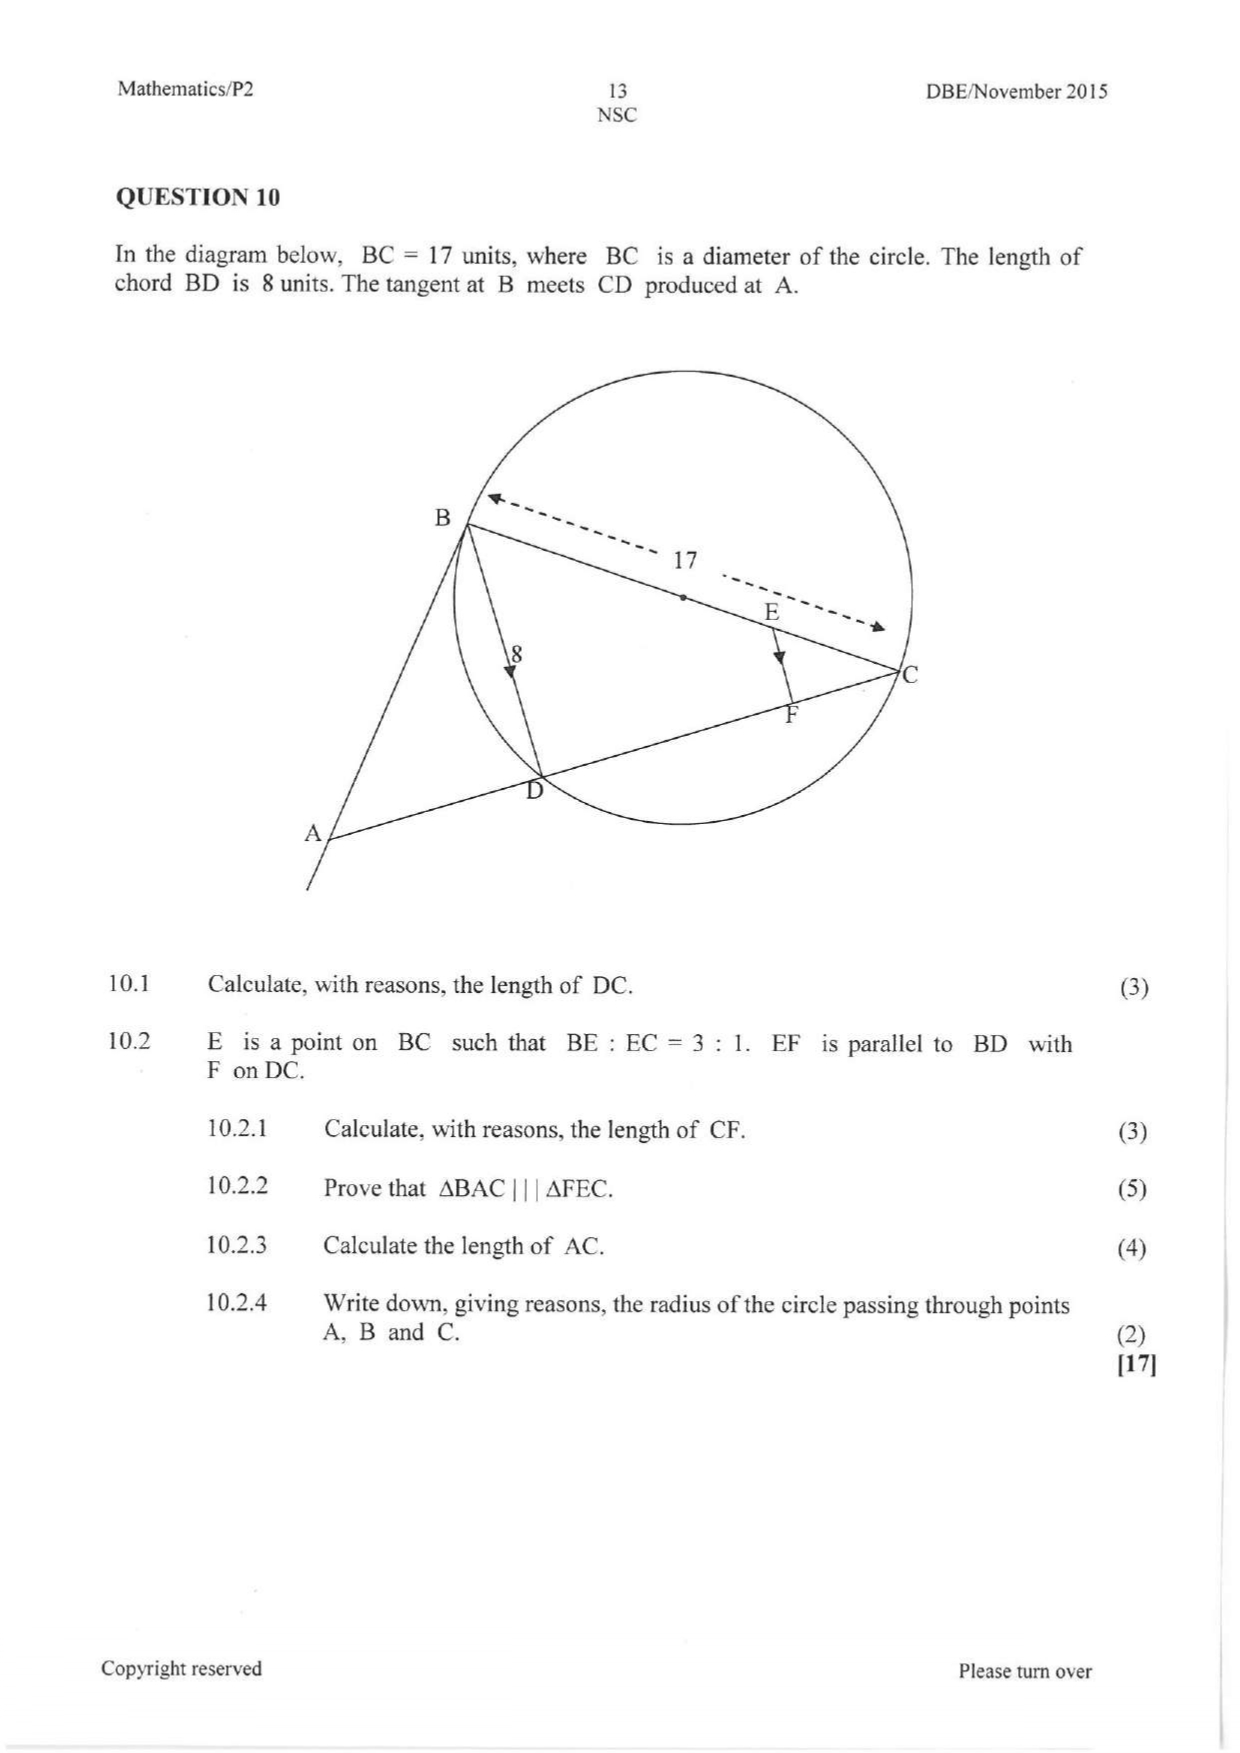 Mathematics/P2
13
DBE/November 2015
NSC
QUESTION 10
In the diagram below, BC = 17 units, where BC is a diameter of the circle. The length of
chord BD is 8 units. The tangent at B meets CD produced at A.
B
17
E
8
C
F
D
A
10.1 Calculate, with reasons, the length of DC. (3)
10.2 E is a point on BC such that BE : EC = 3 : 1. EF is parallel to BD with
F on DC.
10.2.1 Calculate, with reasons, the length of CF. (3)
10.2.2 Prove that ΔBAC ||| ΔFEC. (5)
10.2.3 Calculate the length of AC. (4)
10.2.4 Write down, giving reasons, the radius of the circle passing through points
A, B and C. (2)
[17]
Copyright reserved
Please turn over